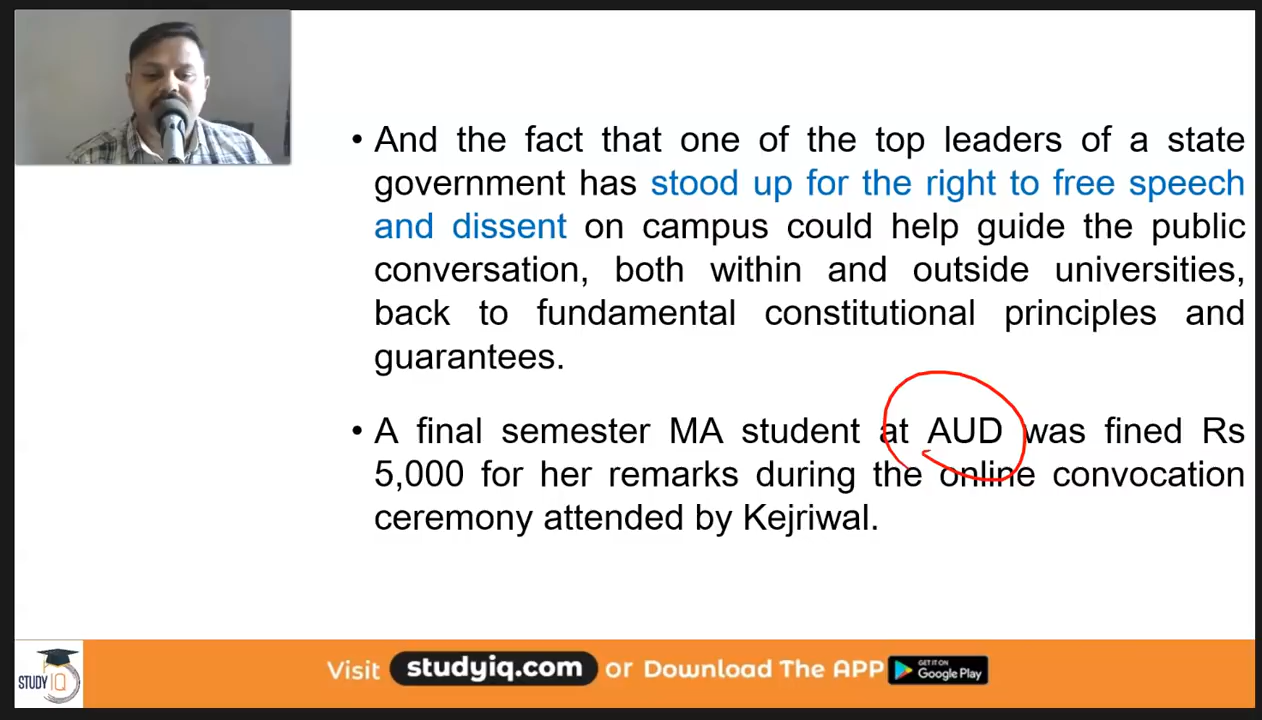 • And the fact that one of the top leaders of a state
government has stood up for the right to free speech
and dissent on campus could help guide the public
conversation, both within and outside universities,
back to fundamental constitutional principles and
guarantees.
• A final semester MA student at AUD was fined Rs
5,000 for her remarks during the online convocation
ceremony attended by Kejriwal.
STUDY IQ
Visit studyiq.com or Download The APP GET IT ON Google Play